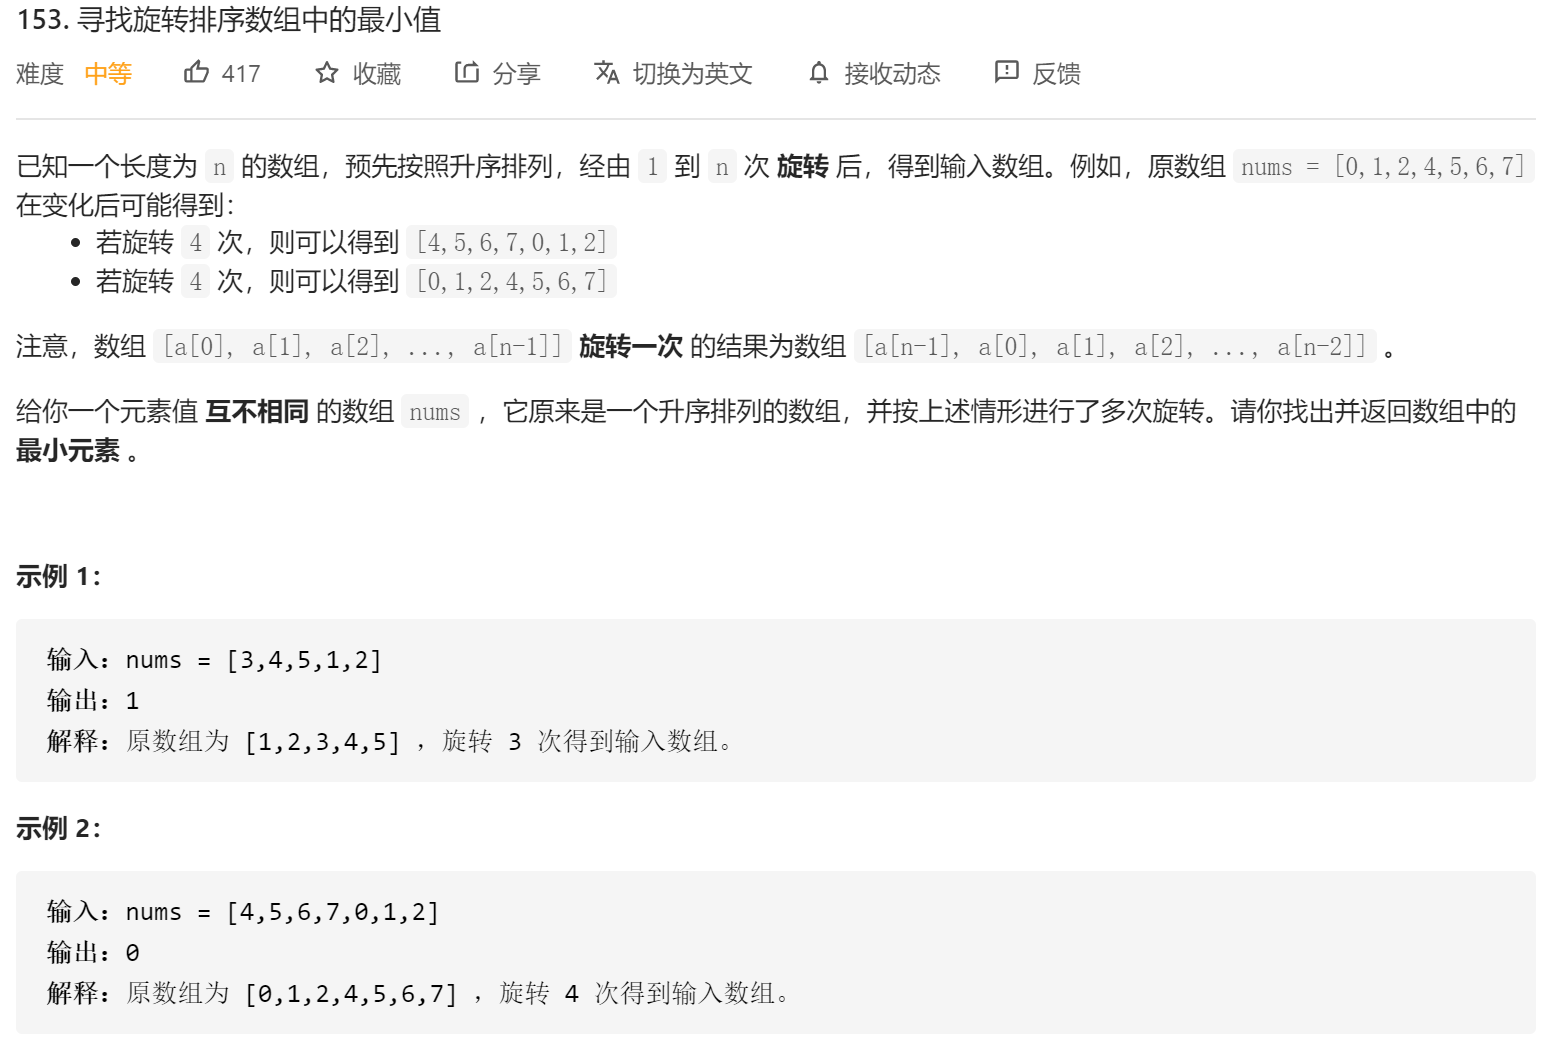 153. 寻找旋转排序数组中的最小值
难度 中等 417 收藏 分享 切换为英文 接收动态 反馈
已知一个长度为 n 的数组，预先按照升序排列，经由 1 到 n 次 旋转 后，得到输入数组。例如，原数组 nums = [0,1,2,4,5,6,7]
在变化后可能得到：
• 若旋转 4 次，则可以得到 [4,5,6,7,0,1,2]
• 若旋转 4 次，则可以得到 [0,1,2,4,5,6,7]
注意，数组 [a[0], a[1], a[2], ..., a[n-1]] 旋转一次 的结果为数组 [a[n-1], a[0], a[1], a[2], ..., a[n-2]] 。
给你一个元素值 互不相同 的数组 nums ，它原来是一个升序排列的数组，并按上述情形进行了多次旋转。请你找出并返回数组中的
最小元素 。
示例 1：
输入：nums = [3,4,5,1,2]
输出：1
解释：原数组为 [1,2,3,4,5] ，旋转 3 次得到输入数组。
示例 2：
输入：nums = [4,5,6,7,0,1,2]
输出：0
解释：原数组为 [0,1,2,4,5,6,7] ，旋转 4 次得到输入数组。